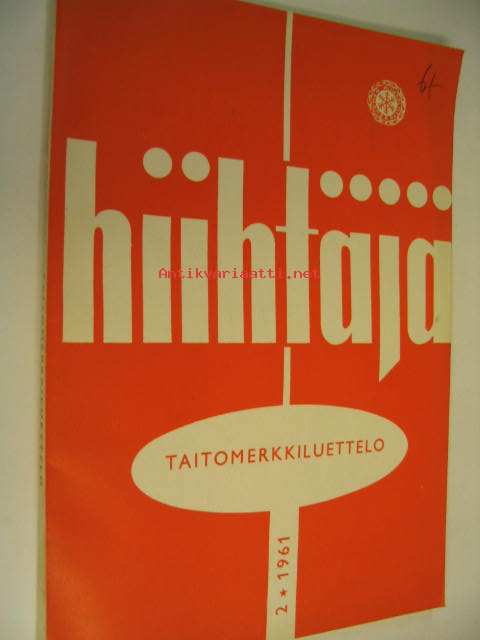 hiihtäjä
Antikvariaatti.net
TAITOMERKKILUETTELO
2 * 1961